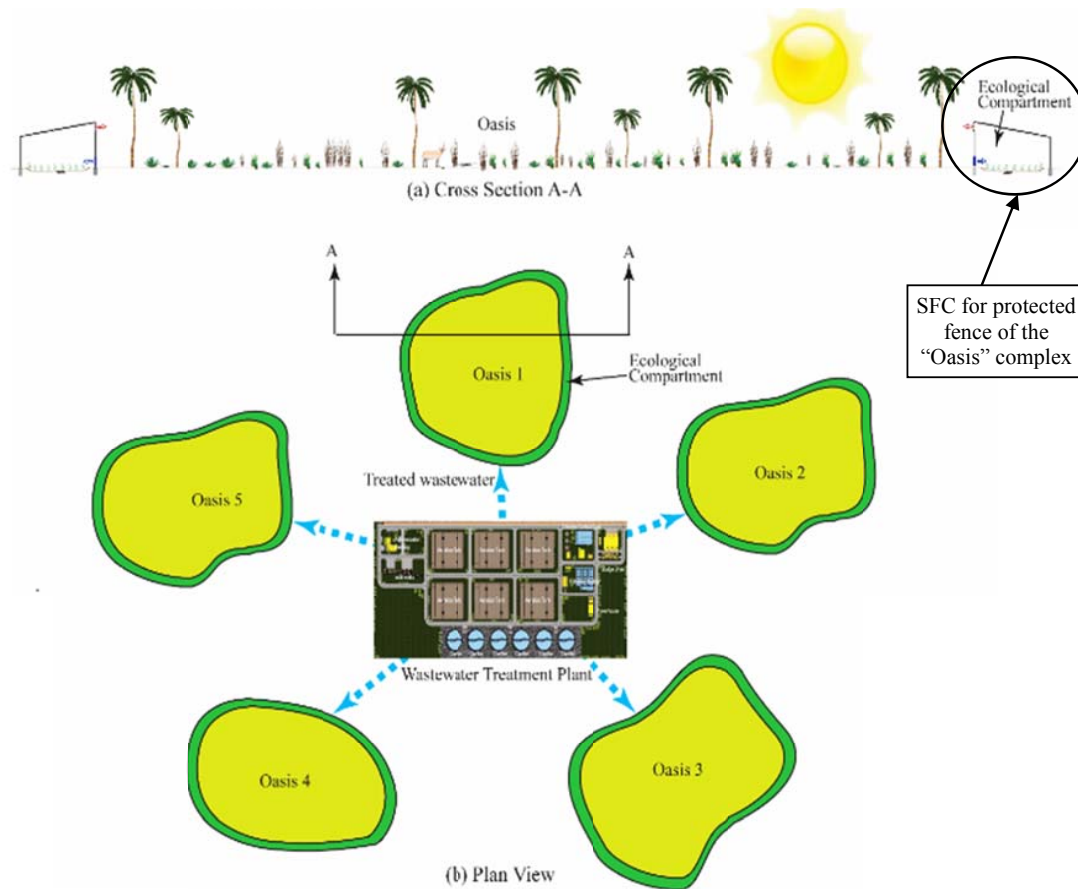 Ecological
Compartment
Oasis
(a) Cross Section A-A
A
A
SFC for protected
fence of the
“Oasis” complex
Oasis 1
Ecological
Compartment
Oasis 2
Treated wastewater
Oasis 5
Wastewater Treatment Plant
Oasis 4
Oasis 3
(b) Plan View